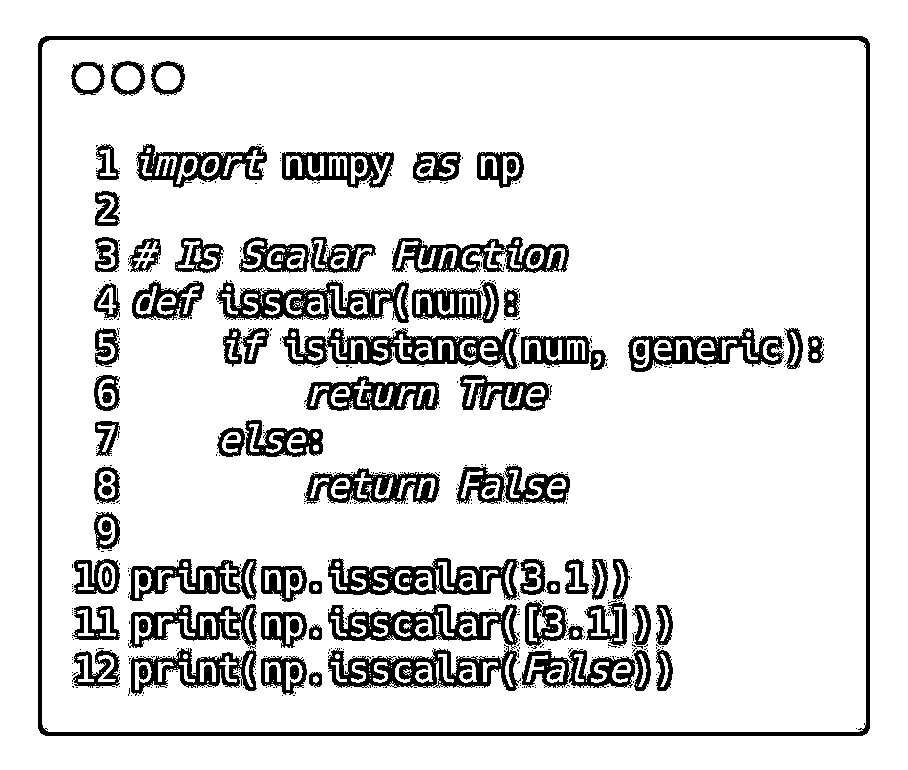 1 import numpy as np
2
3 # Is Scalar Function
4 def isscalar(num):
5     if isinstance(num, generic):
6         return True
7     else:
8         return False
9
10 print(np.isscalar(3.1))
11 print(np.isscalar([3.1]))
12 print(np.isscalar(False))